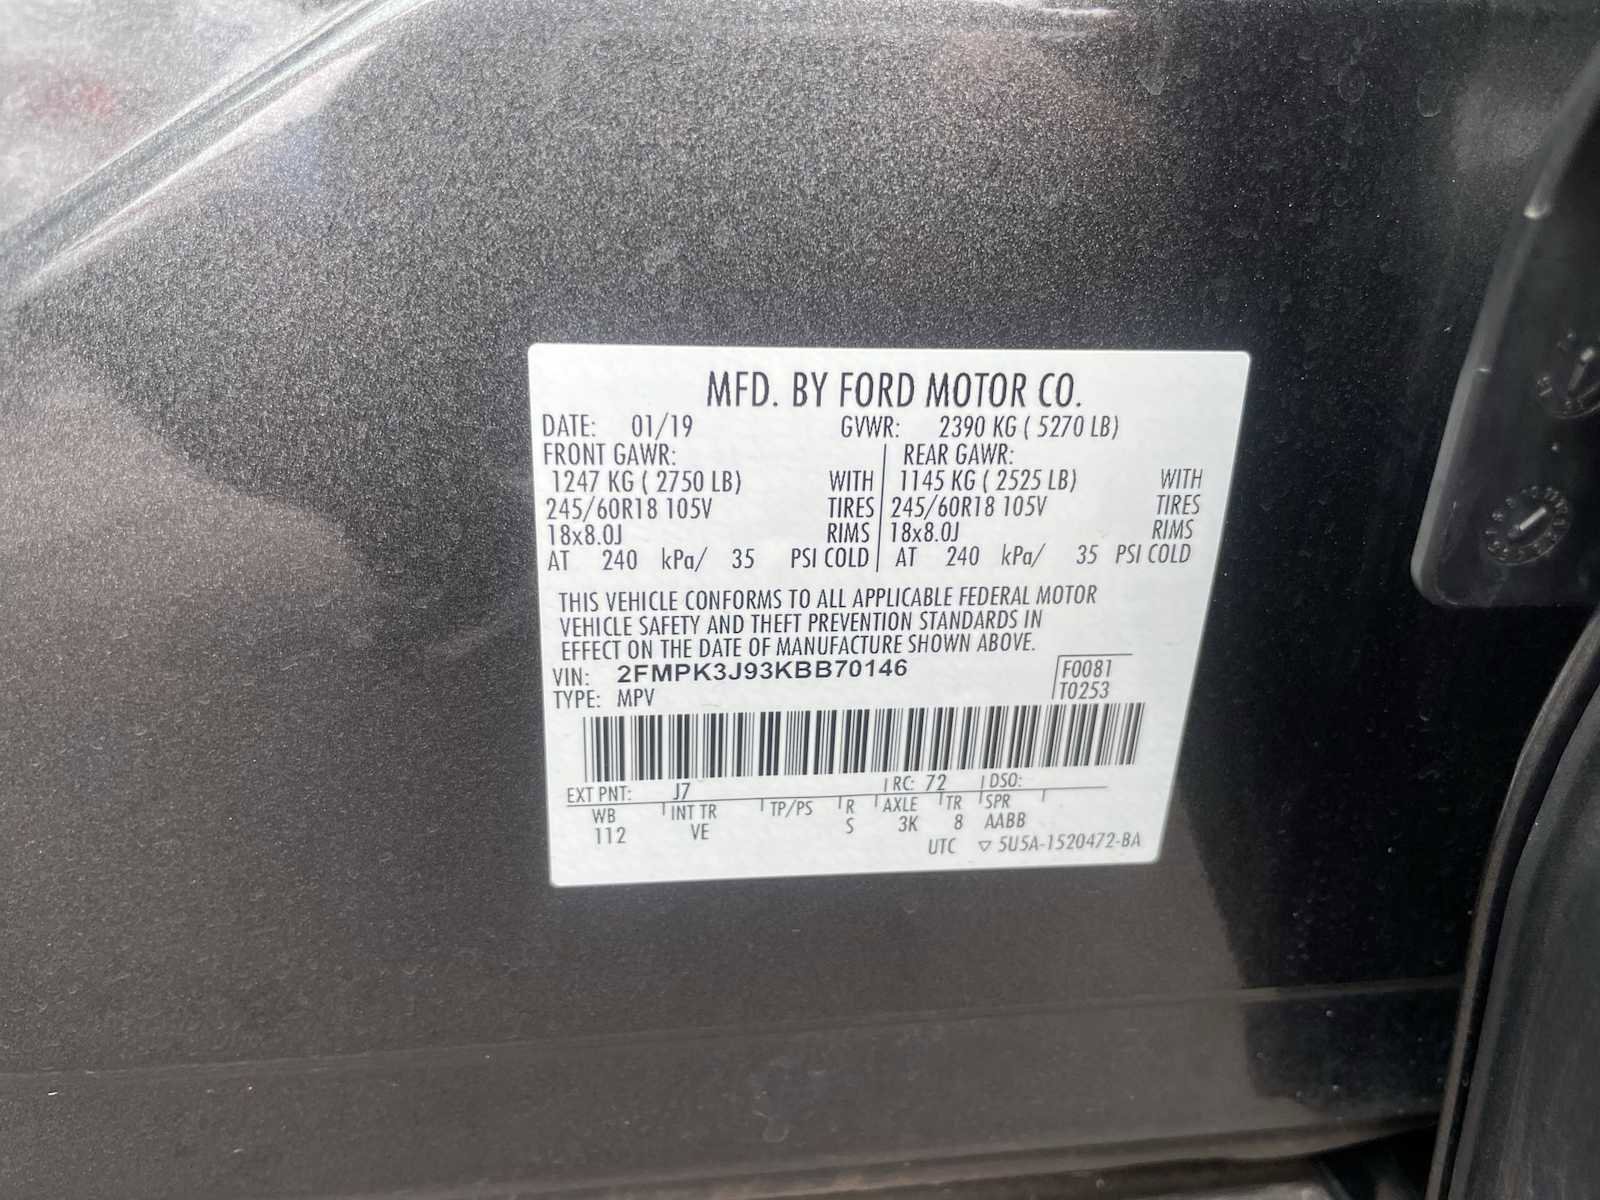 MFD. BY FORD MOTOR CO.
DATE: 01/19 GVWR: 2390 KG ( 5270 LB)
FRONT GAWR: REAR GAWR:
1247 KG ( 2750 LB) WITH 1145 KG ( 2525 LB) WITH
245/60R18 105V TIRES 245/60R18 105V TIRES
18x8.0J RIMS 18x8.0J RIMS
AT 240 kPa/ 35 PSI COLD AT 240 kPa/ 35 PSI COLD
THIS VEHICLE CONFORMS TO ALL APPLICABLE FEDERAL MOTOR
VEHICLE SAFETY AND THEFT PREVENTION STANDARDS IN
EFFECT ON THE DATE OF MANUFACTURE SHOWN ABOVE.
VIN: 2FMPK3J93KBB70146 F0081
TYPE: MPV T0253
EXT PNT: J7 RC: 72 DSO:
WB INT TR TP/PS R AXLE TR SPR
112 VE S 3K 8 AABB
UTC ▽ 5U5A-1520472-BA